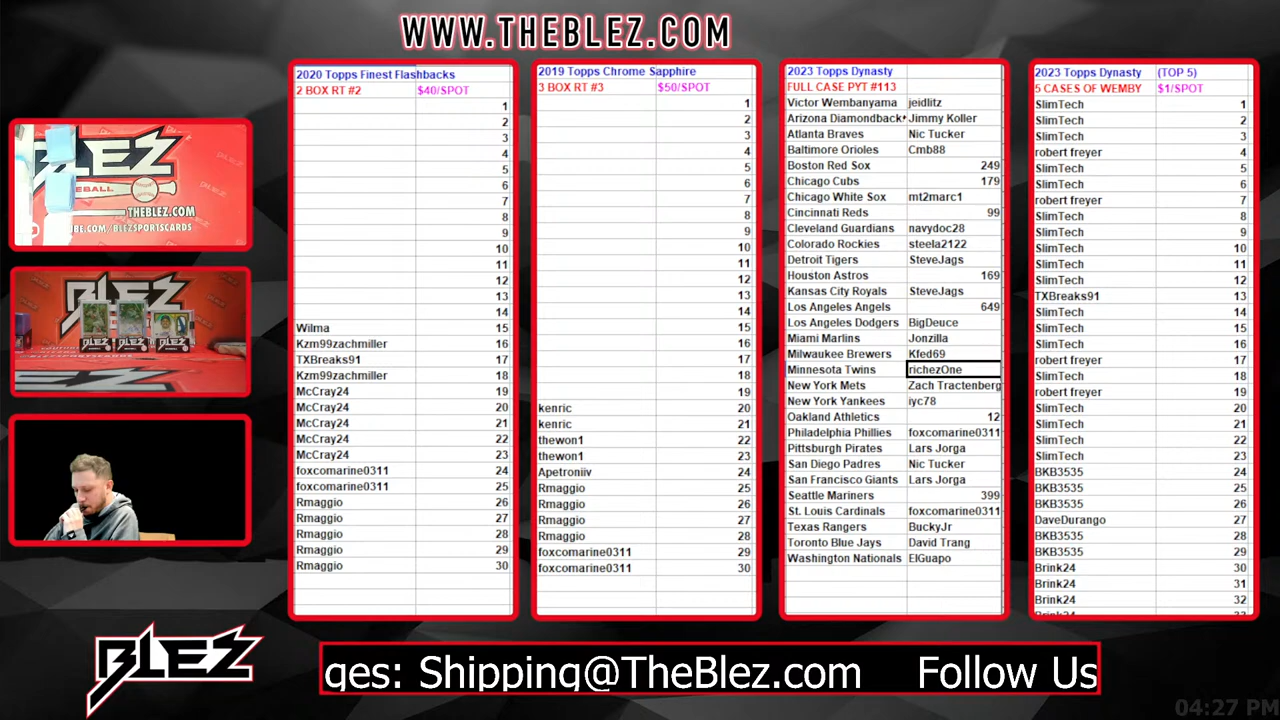 WWW.THEBLEZ.COM
2020 Topps Finest Flashbacks
2 BOX RT #2 $40/SPOT
1
2
3
4
5
6
7
8
9
10
11
12
13
14
Wilma 15
Kzm99zachmiller 16
TXBreaks91 17
Kzm99zachmiller 18
McCray24 19
McCray24 20
McCray24 21
McCray24 22
McCray24 23
foxcomarine0311 24
foxcomarine0311 25
Rmaggio 26
Rmaggio 27
Rmaggio 28
Rmaggio 29
Rmaggio 30
2019 Topps Chrome Sapphire
3 BOX RT #3 $50/SPOT
1
2
3
4
5
6
7
8
9
10
11
12
13
14
15
16
17
18
19
kenric 20
kenric 21
thewon1 22
thewon1 23
Apetroniiv 24
Rmaggio 25
Rmaggio 26
Rmaggio 27
Rmaggio 28
foxcomarine0311 29
foxcomarine0311 30
2023 Topps Dynasty
FULL CASE PYT #113
Victor Wembanyama jeidlitz
Arizona Diamondback Jimmy Koller
Atlanta Braves Nic Tucker
Baltimore Orioles Cmb88
Boston Red Sox 249
Chicago Cubs 179
Chicago White Sox mt2marc1
Cincinnati Reds 99
Cleveland Guardians navydoc28
Colorado Rockies steela2122
Detroit Tigers SteveJags
Houston Astros 169
Kansas City Royals SteveJags
Los Angeles Angels 649
Los Angeles Dodgers BigDeuce
Miami Marlins Jonzilla
Milwaukee Brewers Kfed69
Minnesota Twins richezOne
New York Mets Zach Tractenberg
New York Yankees iyc78
Oakland Athletics 12
Philadelphia Phillies foxcomarine0311
Pittsburgh Pirates Lars Jorga
San Diego Padres Nic Tucker
San Francisco Giants Lars Jorga
Seattle Mariners 399
St. Louis Cardinals foxcomarine0311
Texas Rangers BuckyJr
Toronto Blue Jays David Trang
Washington Nationals ElGuapo
2023 Topps Dynasty (TOP 5)
5 CASES OF WEMBY $1/SPOT
SlimTech 1
SlimTech 2
SlimTech 3
robert freyer 4
SlimTech 5
SlimTech 6
robert freyer 7
SlimTech 8
SlimTech 9
SlimTech 10
SlimTech 11
SlimTech 12
TXBreaks91 13
SlimTech 14
SlimTech 15
SlimTech 16
robert freyer 17
SlimTech 18
robert freyer 19
SlimTech 20
SlimTech 21
SlimTech 22
SlimTech 23
BKB3535 24
BKB3535 25
BKB3535 26
DaveDurango 27
BKB3535 28
BKB3535 29
Brink24 30
Brink24 31
Brink24 32
BLEZ
THEBLEZ.COM
BLEZ
ges: Shipping@TheBlez.com Follow Us
04:27 PM